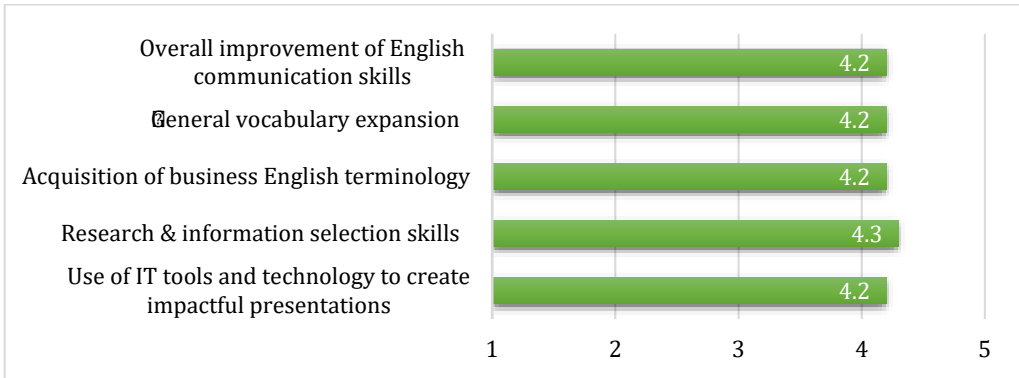 Overall improvement of English
communication skills
4.2
General vocabulary expansion
4.2
Acquisition of business English terminology
4.2
Research & information selection skills
4.3
Use of IT tools and technology to create
impactful presentations
4.2
1 2 3 4 5